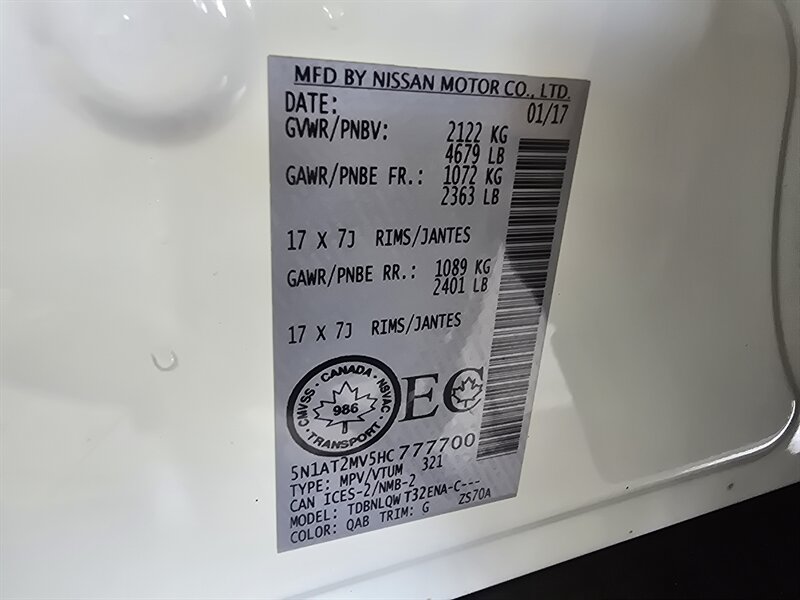 MFD BY NISSAN MOTOR CO., LTD.
DATE: 01/17
GVWR/PNBV: 2122 KG
4679 LB
GAWR/PNBE FR.: 1072 KG
2363 LB
17 X 7J RIMS/JANTES
GAWR/PNBE RR.: 1089 KG
2401 LB
17 X 7J RIMS/JANTES
CMVSS · CANADA · NSVAC · TRANSPORT ·
986
EC
5N1AT2MV5HC777700
TYPE: MPV/VTUM 321
CAN ICES-2/NMB-2
MODEL: TDBNLQW T32ENA-C---
COLOR: QAB TRIM: G ZS70A